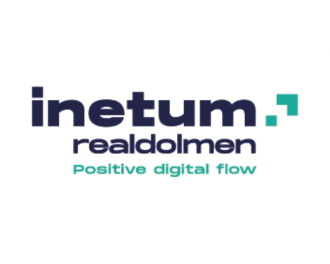 inetum.
realdolmen
Positive digital flow